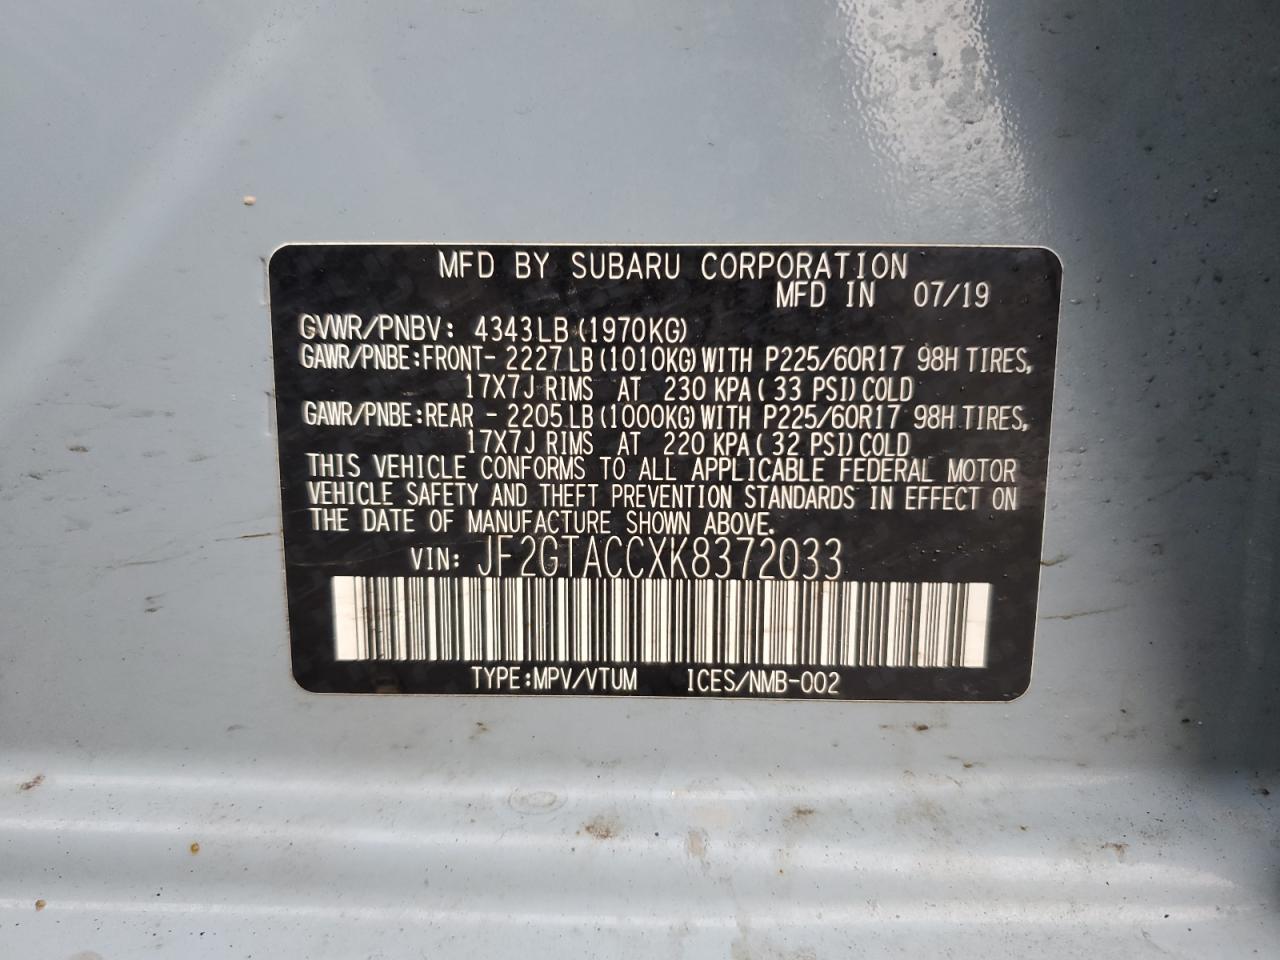 MFD BY SUBARU CORPORATION
MFD IN 07/19
GVWR/PNBV: 4343LB(1970KG)
GAWR/PNBE:FRONT- 2227LB(1010KG)WITH P225/60R17 98H TIRES,
17X7J RIMS AT 230 KPA(33 PSI)COLD
GAWR/PNBE:REAR - 2205LB(1000KG)WITH P225/60R17 98H TIRES,
17X7J RIMS AT 220 KPA(32 PSI)COLD
THIS VEHICLE CONFORMS TO ALL APPLICABLE FEDERAL MOTOR
VEHICLE SAFETY AND THEFT PREVENTION STANDARDS IN EFFECT ON
THE DATE OF MANUFACTURE SHOWN ABOVE.
VIN: JF2GTACCXK8372033
TYPE:MPV/VTUM ICES/NMB-002